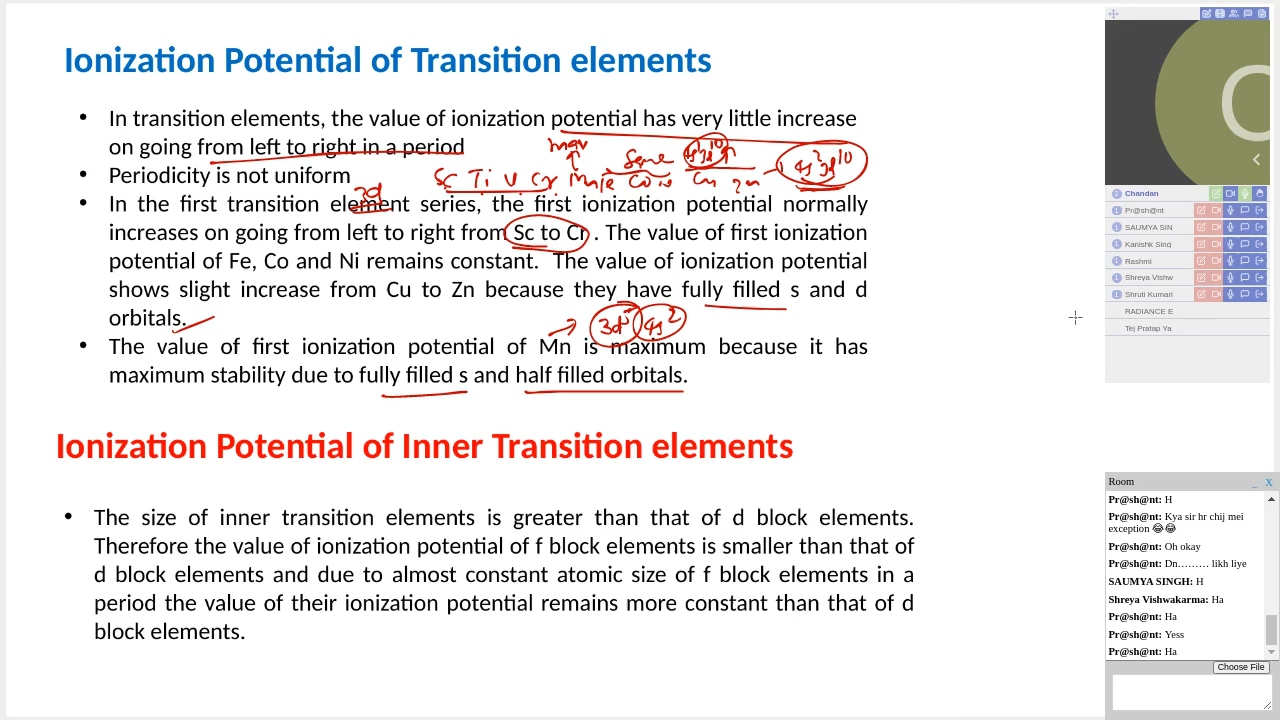 Ionization Potential of Transition elements
• In transition elements, the value of ionization potential has very little increase
on going from left to right in a period
• Periodicity is not uniform
max
Same
4s¹3d¹⁰
4s²3d¹⁰
Sc Ti V Cr Mn Fe Co Ni Cu Zn
3d
• In the first transition element series, the first ionization potential normally
increases on going from left to right from Sc to Cr . The value of first ionization
potential of Fe, Co and Ni remains constant. The value of ionization potential
shows slight increase from Cu to Zn because they have fully filled s and d
orbitals.
3d⁵ 4s²
• The value of first ionization potential of Mn is maximum because it has
maximum stability due to fully filled s and half filled orbitals.
Ionization Potential of Inner Transition elements
• The size of inner transition elements is greater than that of d block elements.
Therefore the value of ionization potential of f block elements is smaller than that of
d block elements and due to almost constant atomic size of f block elements in a
period the value of their ionization potential remains more constant than that of d
block elements.
C
Chandan
Pr@sh@nt
SAUMYA SIN
Kanishk Sing
Rashmi
Shreya Vishw
Shruti Kumari
RADIANCE E
Tej Pratap Ya
Room _ X
Pr@sh@nt: H
Pr@sh@nt: Kya sir hr chij mei
exception 😂😂
Pr@sh@nt: Oh okay
Pr@sh@nt: Dn……… likh liye
SAUMYA SINGH: H
Shreya Vishwakarma: Ha
Pr@sh@nt: Ha
Pr@sh@nt: Yess
Pr@sh@nt: Ha
Choose File